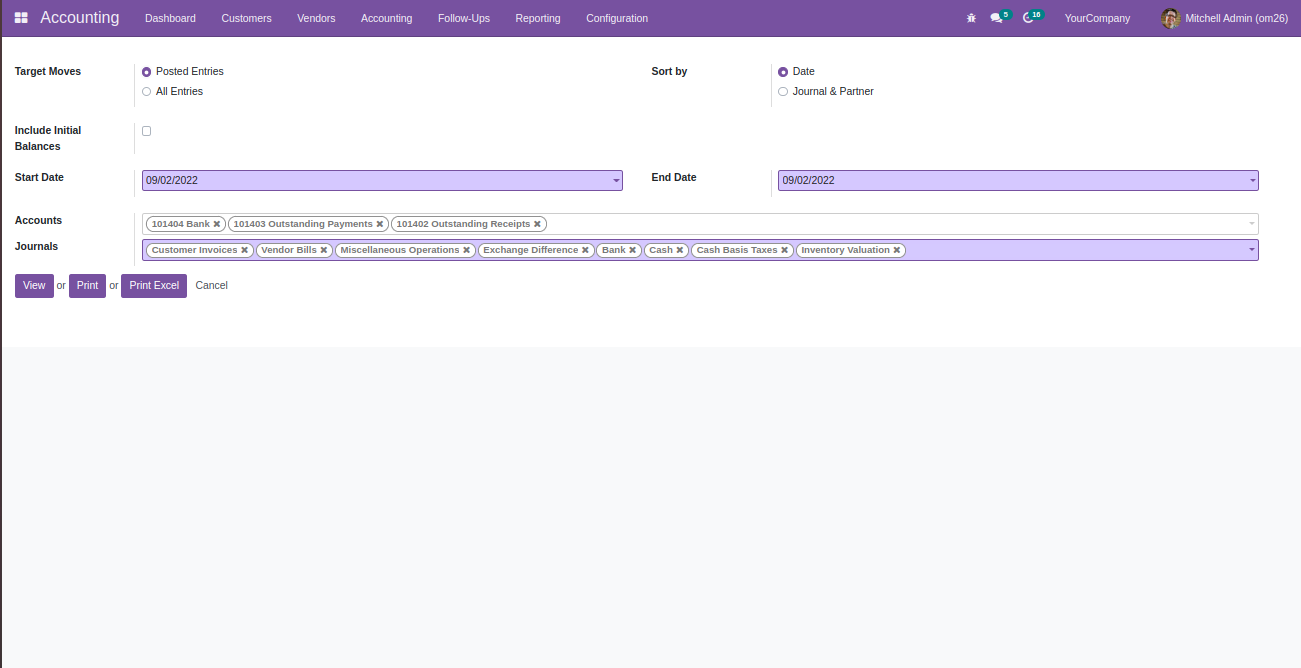 Accounting Dashboard Customers Vendors Accounting Follow-Ups Reporting Configuration 5 16 YourCompany Mitchell Admin (om26)
Target Moves Posted Entries Sort by Date
All Entries Journal & Partner
Include Initial
Balances
Start Date 09/02/2022 End Date 09/02/2022
Accounts 101404 Bank 101403 Outstanding Payments 101402 Outstanding Receipts
Journals Customer Invoices Vendor Bills Miscellaneous Operations Exchange Difference Bank Cash Cash Basis Taxes Inventory Valuation
View or Print or Print Excel Cancel